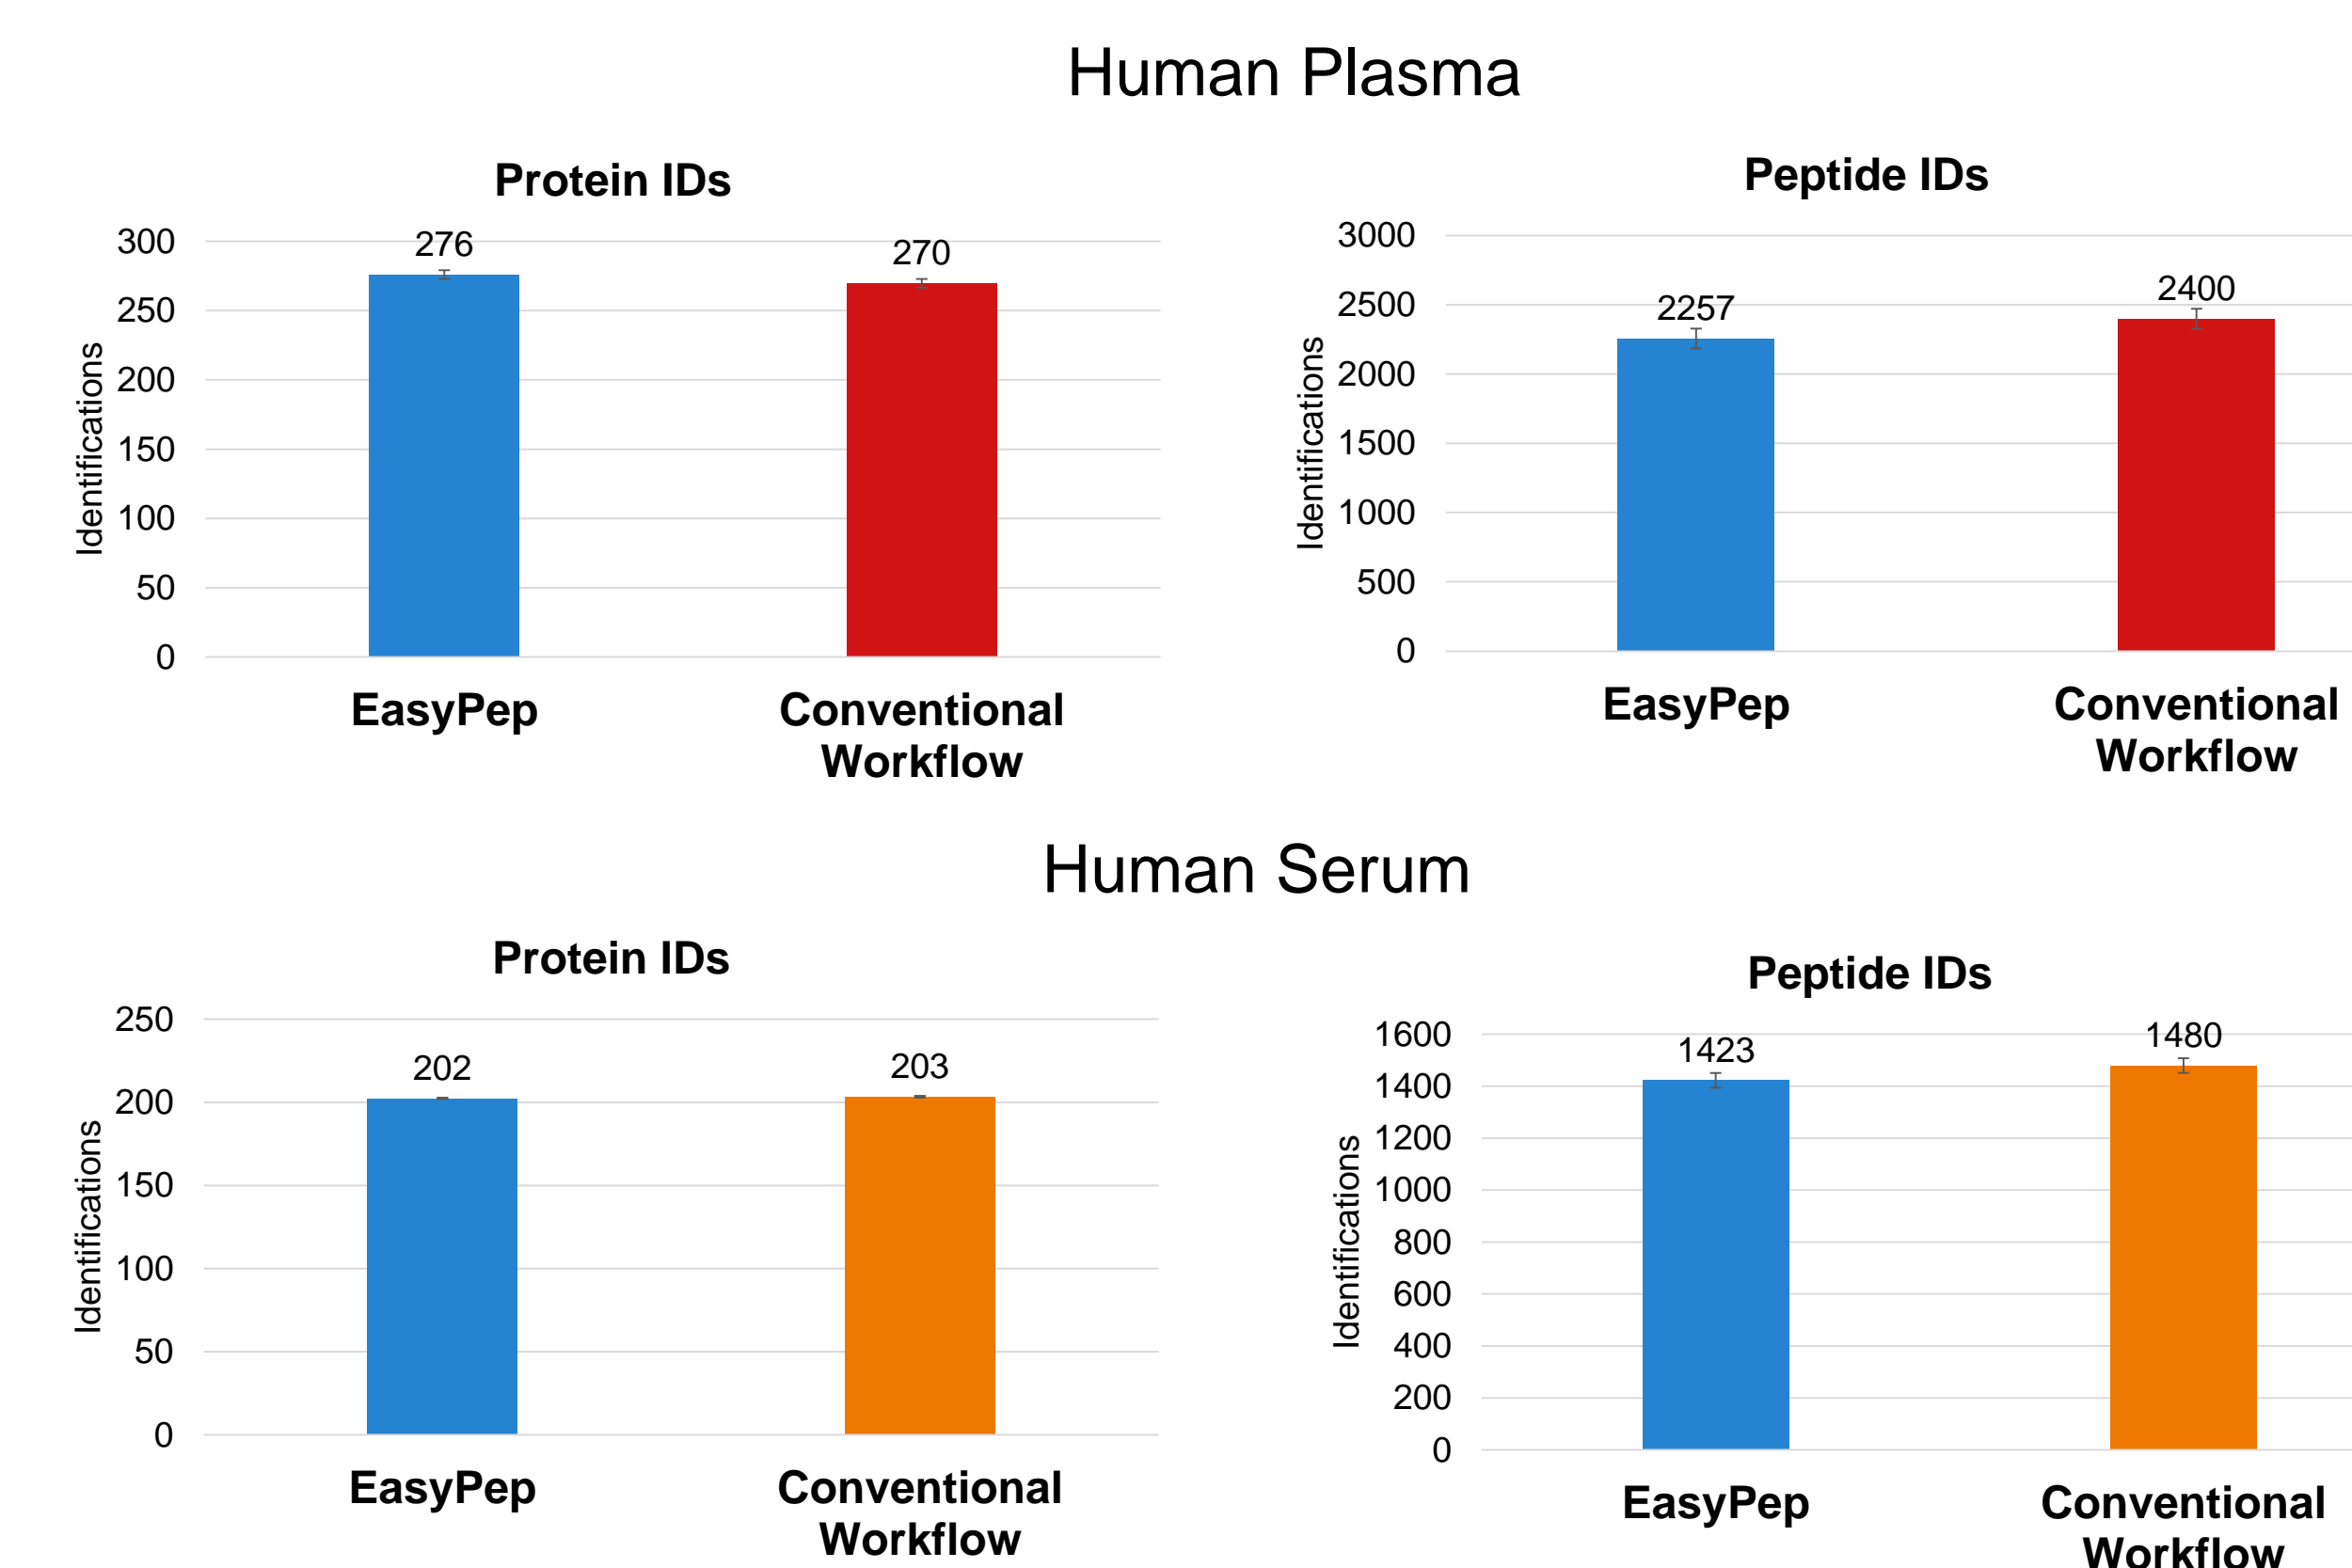 Human Plasma
Protein IDs
300
250
200
150
100
50
0
Identifications
276
270
EasyPep
Conventional
Workflow
Peptide IDs
3000
2500
2000
1500
1000
500
0
Identifications
2257
2400
EasyPep
Conventional
Workflow
Human Serum
Protein IDs
250
200
150
100
50
0
Identifications
202
203
EasyPep
Conventional
Workflow
Peptide IDs
1600
1400
1200
1000
800
600
400
200
0
Identifications
1423
1480
EasyPep
Conventional
Workflow